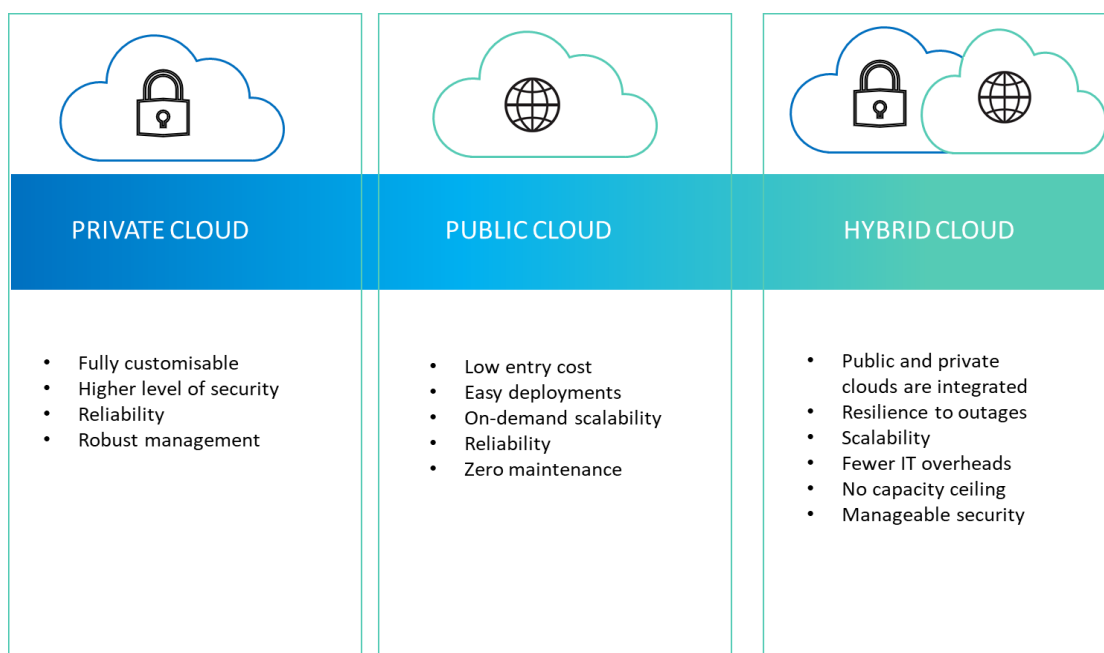 PRIVATE CLOUD
• Fully customisable
• Higher level of security
• Reliability
• Robust management
PUBLIC CLOUD
• Low entry cost
• Easy deployments
• On-demand scalability
• Reliability
• Zero maintenance
HYBRID CLOUD
• Public and private
clouds are integrated
• Resilience to outages
• Scalability
• Fewer IT overheads
• No capacity ceiling
• Manageable security